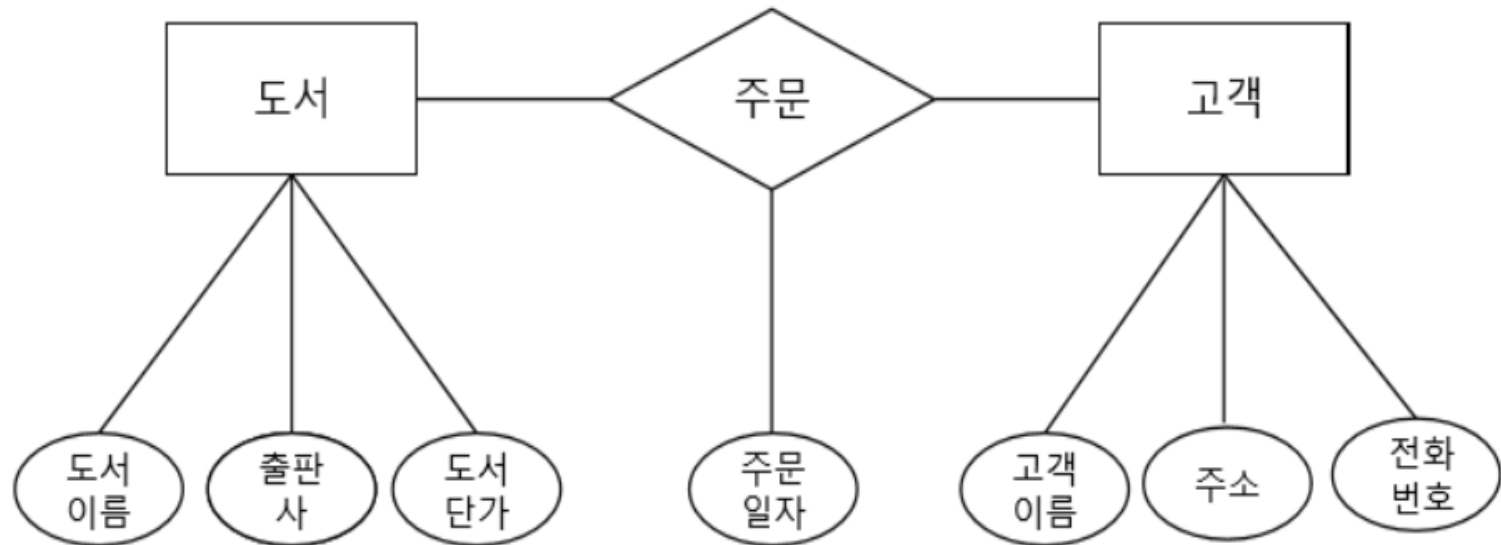 도서
주문
고객
도서
이름
출판
사
도서
단가
주문
일자
고객
이름
주소
전화
번호